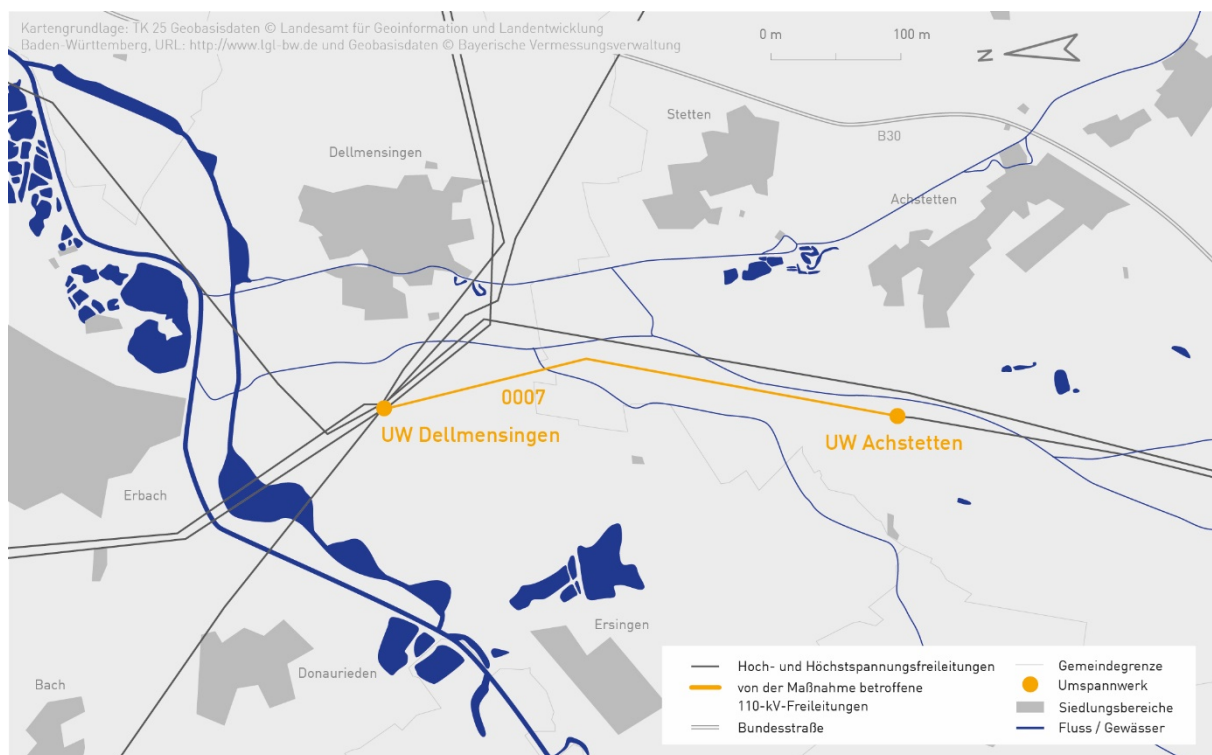 Kartengrundlage: TK 25 Geobasisdaten © Landesamt für Geoinformation und Landentwicklung
Baden-Württemberg, URL: http://www.lgl-bw.de und Geobasisdaten © Bayerische Vermessungsverwaltung
0 m
100 m
N
Stetten
B30
Dellmensingen
Achstetten
0007
UW Dellmensingen
UW Achstetten
Erbach
Ersingen
Donaurieden
Bach
Hoch- und Höchstspannungsfreileitungen
von der Maßnahme betroffene
110-kV-Freileitungen
Bundesstraße
Gemeindegrenze
Umspannwerk
Siedlungsbereiche
Fluss / Gewässer